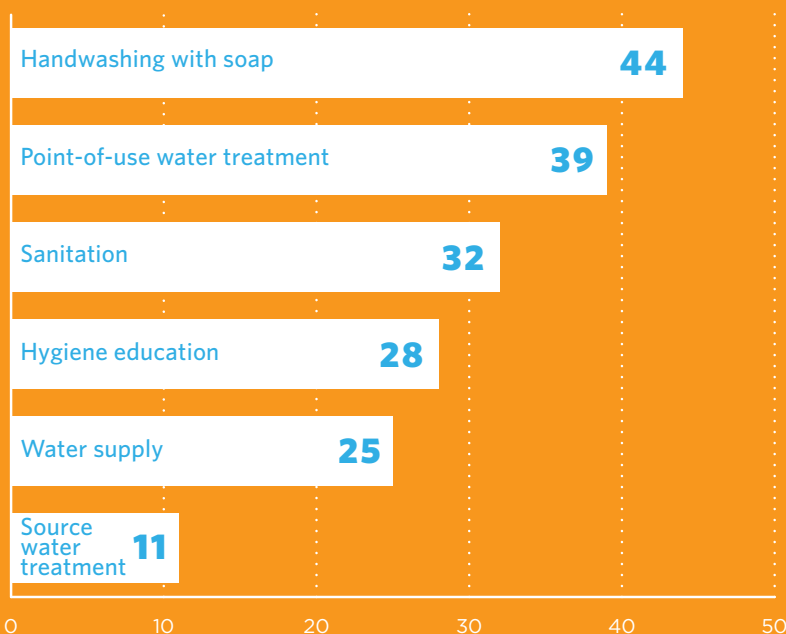 Handwashing with soap
44
Point-of-use water treatment
39
Sanitation
32
Hygiene education
28
Water supply
25
Source
water
treatment
11
0 10 20 30 40 50